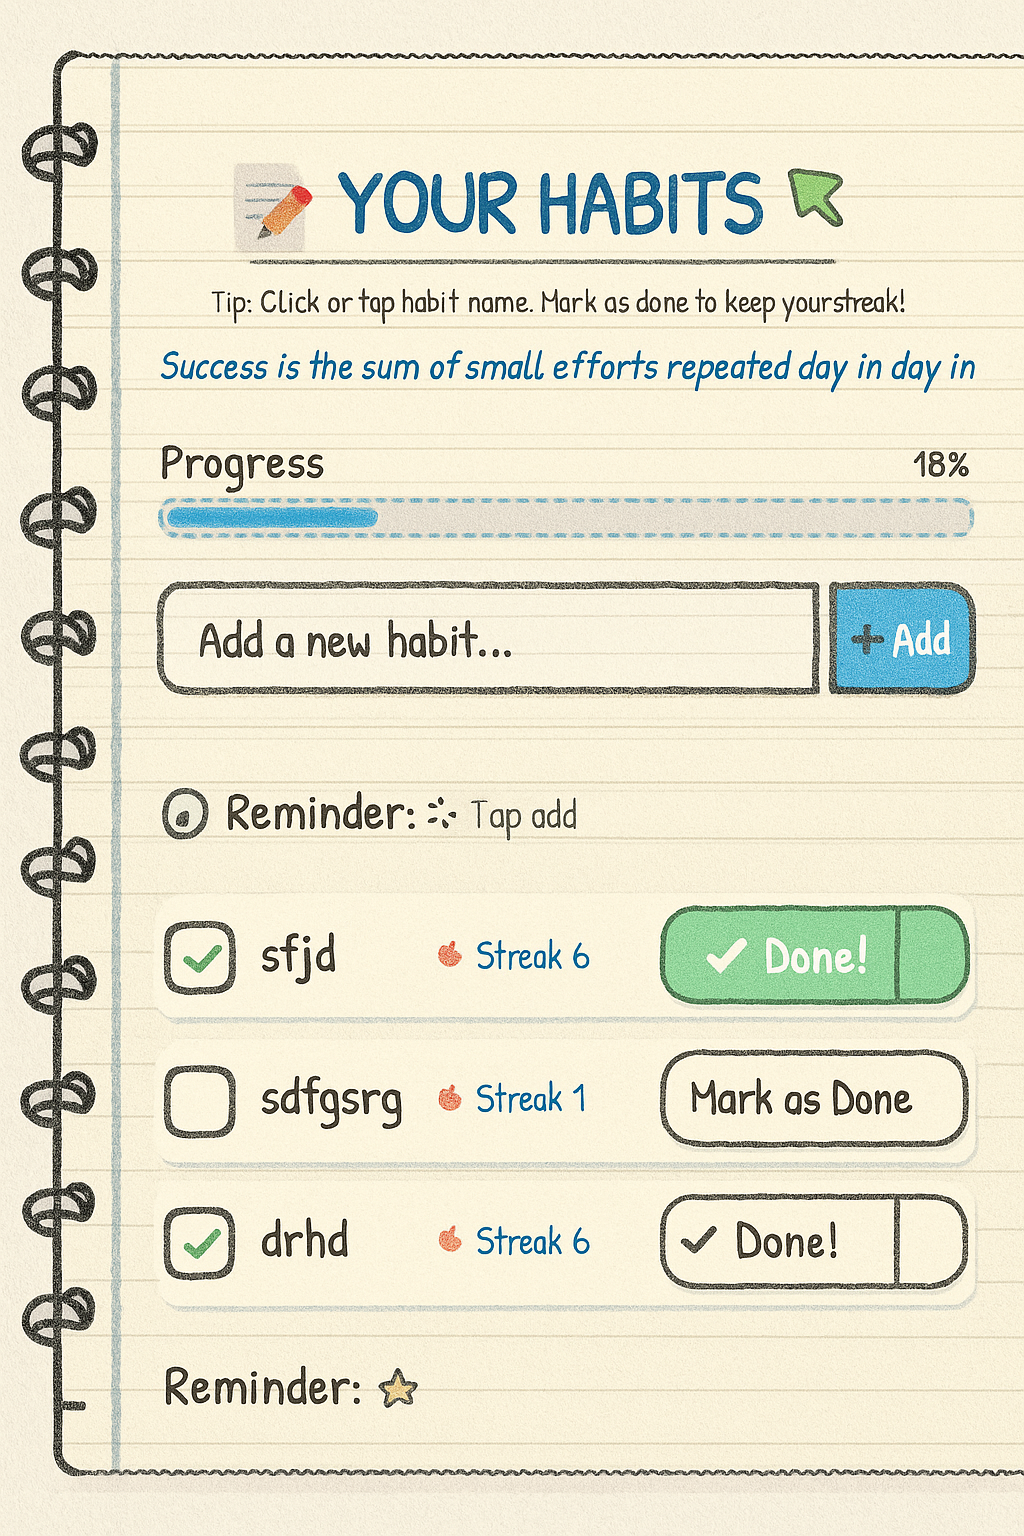 YOUR HABITS
Tip: Click or tap habit name. Mark as done to keep yourstreak!
Success is the sum of small efforts repeated day in day in
Progress 18%
Add a new habit... + Add
Reminder: Tap add
sfjd Streak 6 ✓ Done!
sdfgsrg Streak 1 Mark as Done
drhd Streak 6 ✓ Done!
Reminder: